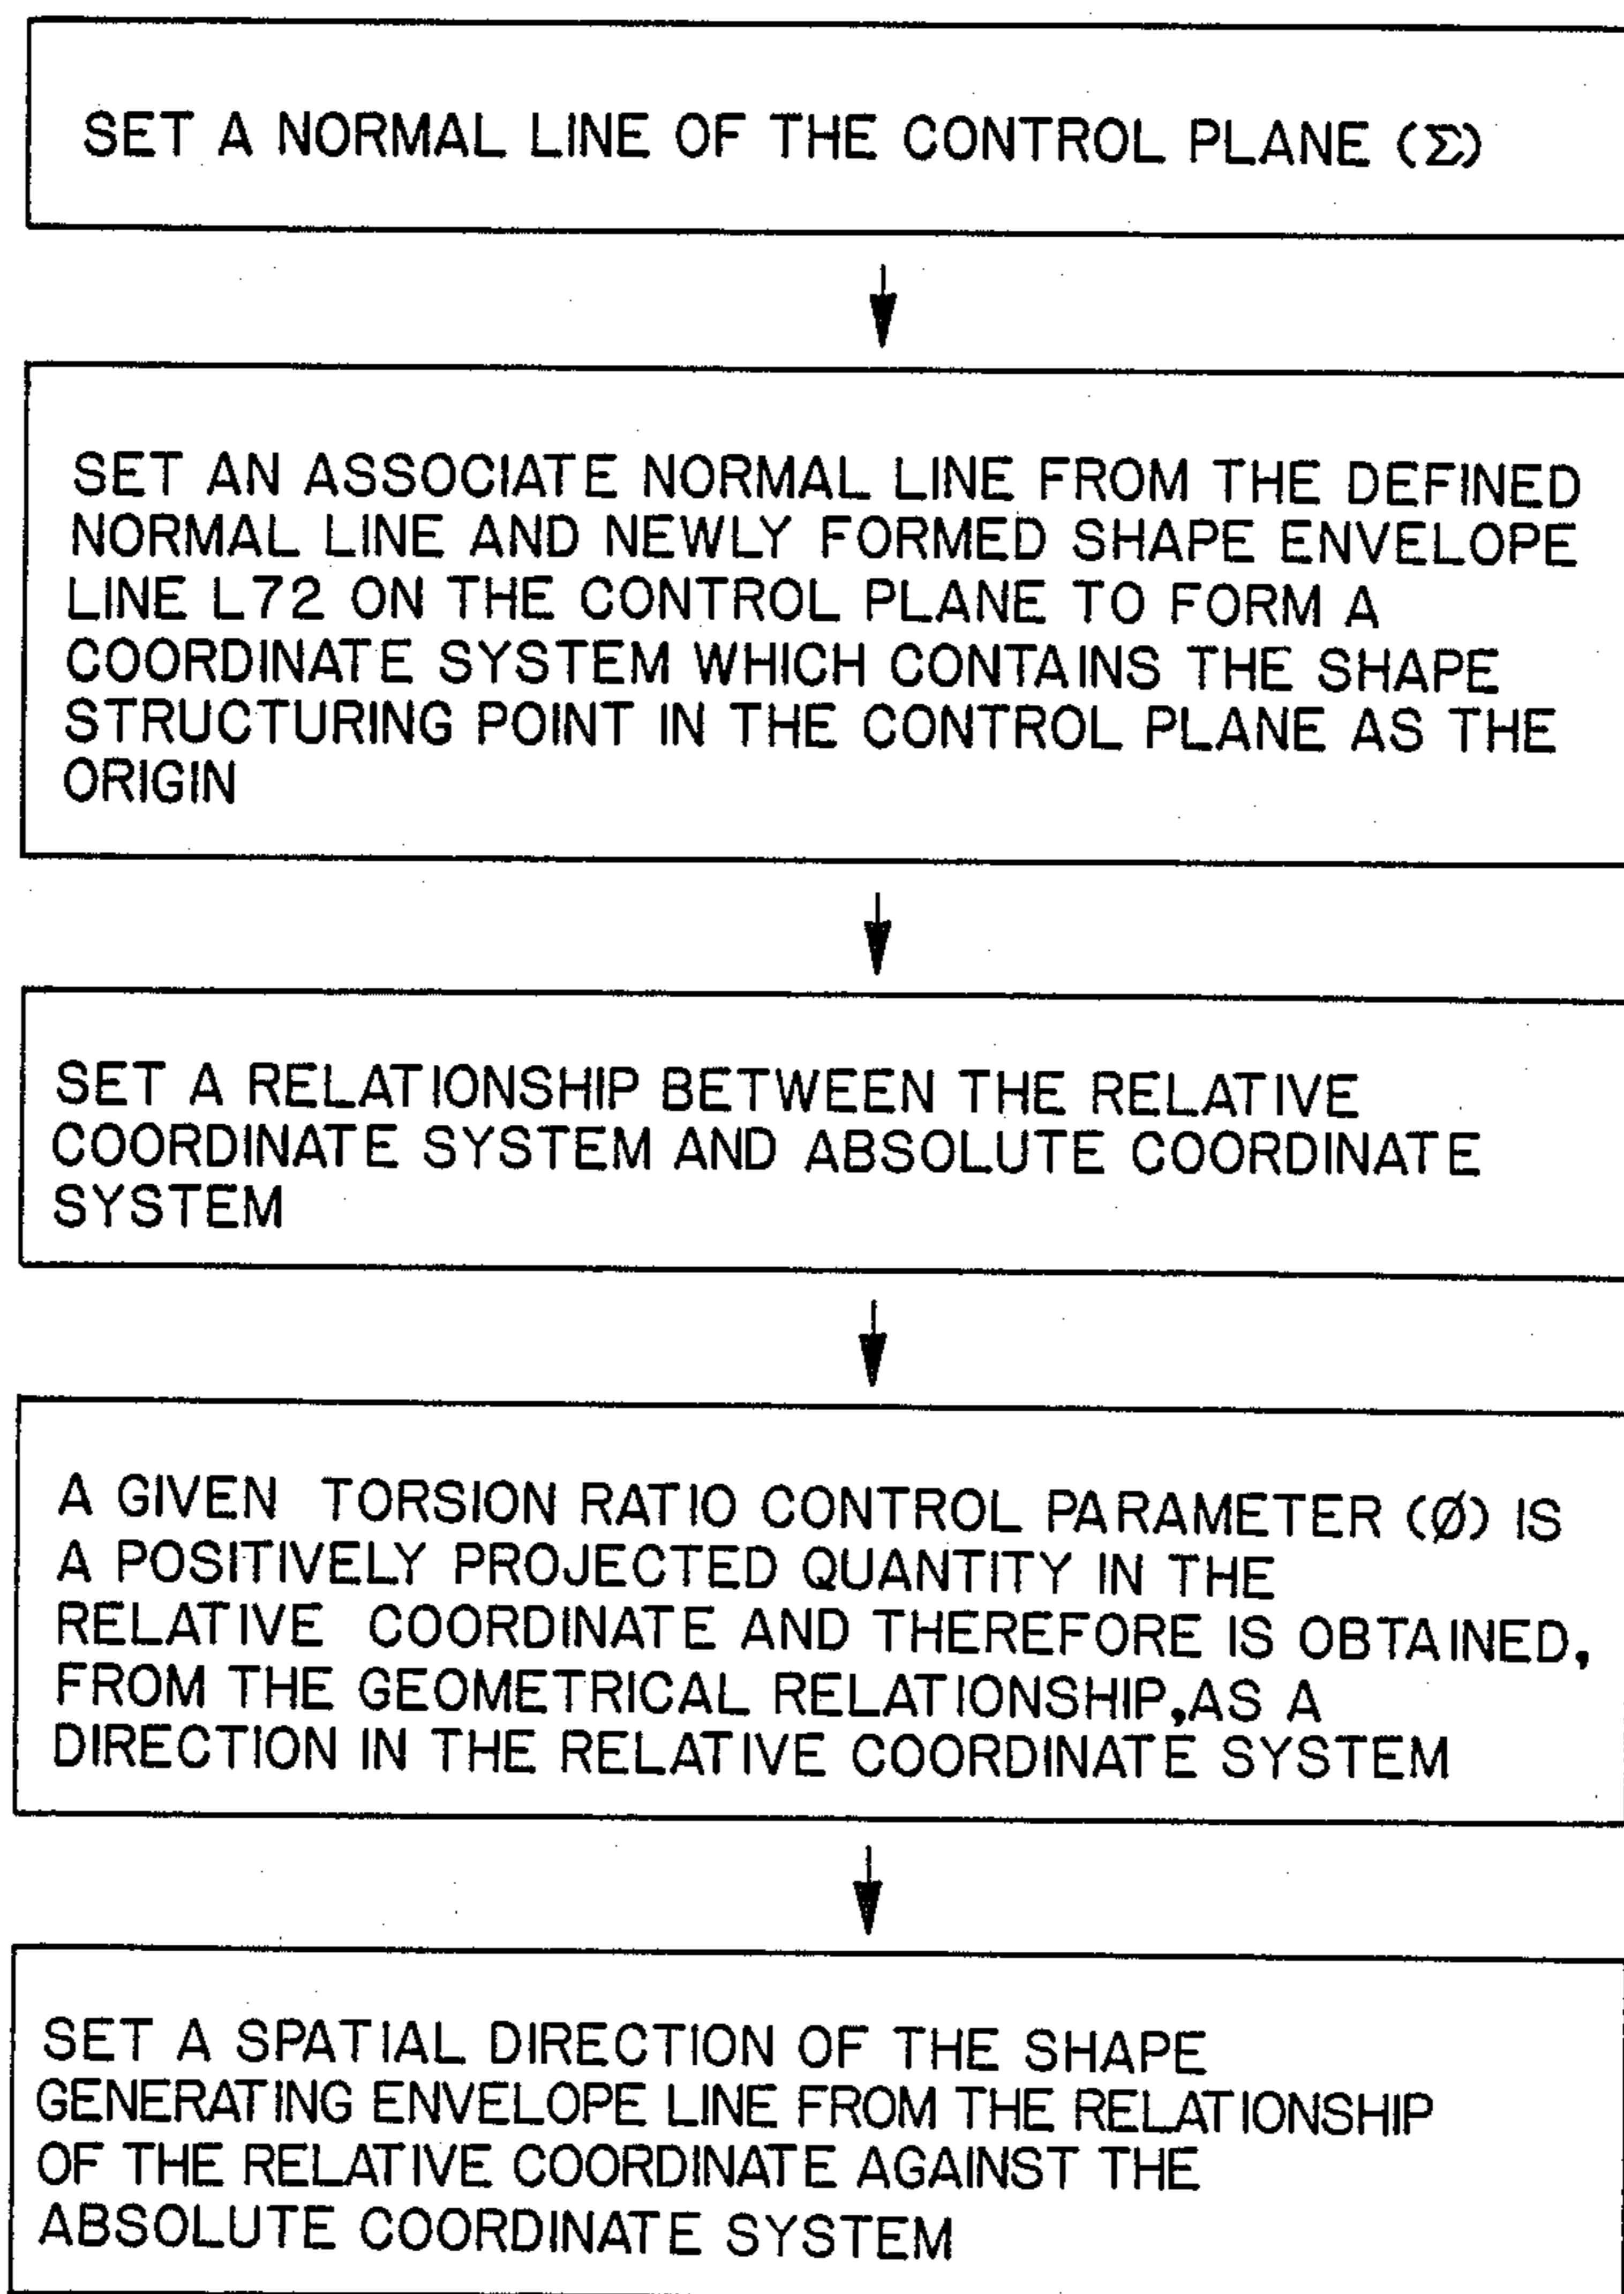 SET A NORMAL LINE OF THE CONTROL PLANE (Σ)
SET AN ASSOCIATE NORMAL LINE FROM THE DEFINED
NORMAL LINE AND NEWLY FORMED SHAPE ENVELOPE
LINE L72 ON THE CONTROL PLANE TO FORM A
COORDINATE SYSTEM WHICH CONTAINS THE SHAPE
STRUCTURING POINT IN THE CONTROL PLANE AS THE
ORIGIN
SET A RELATIONSHIP BETWEEN THE RELATIVE
COORDINATE SYSTEM AND ABSOLUTE COORDINATE
SYSTEM
A GIVEN TORSION RATIO CONTROL PARAMETER (Ø) IS
A POSITIVELY PROJECTED QUANTITY IN THE
RELATIVE COORDINATE AND THEREFORE IS OBTAINED,
FROM THE GEOMETRICAL RELATIONSHIP,AS A
DIRECTION IN THE RELATIVE COORDINATE SYSTEM
SET A SPATIAL DIRECTION OF THE SHAPE
GENERATING ENVELOPE LINE FROM THE RELATIONSHIP
OF THE RELATIVE COORDINATE AGAINST THE
ABSOLUTE COORDINATE SYSTEM